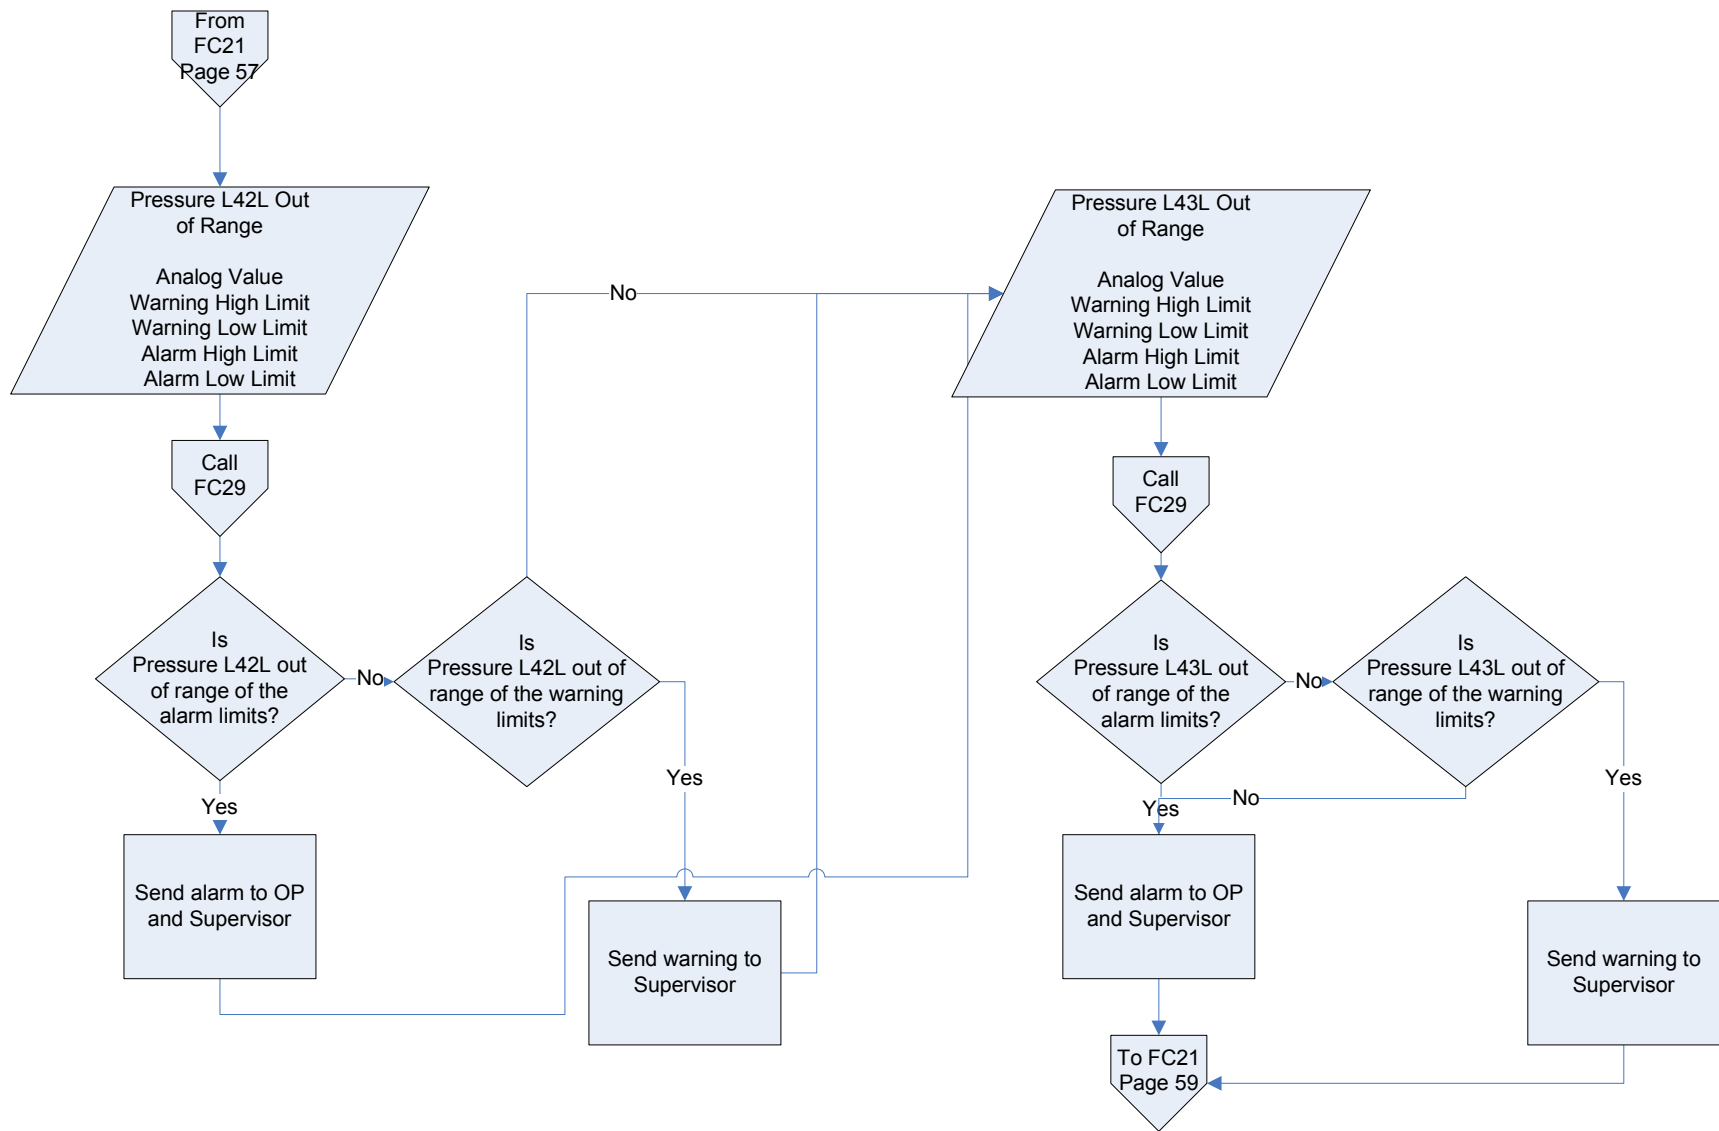 From
FC21
Page 57
Pressure L42L Out
of Range
Analog Value
Warning High Limit
Warning Low Limit
Alarm High Limit
Alarm Low Limit
Call
FC29
Is
Pressure L42L out
of range of the
alarm limits?
No
Is
Pressure L42L out of
range of the warning
limits?
No
Yes
Yes
Send alarm to OP
and Supervisor
Send warning to
Supervisor
Pressure L43L Out
of Range
Analog Value
Warning High Limit
Warning Low Limit
Alarm High Limit
Alarm Low Limit
Call
FC29
Is
Pressure L43L out
of range of the
alarm limits?
No
Is
Pressure L43L out of
range of the warning
limits?
Yes
No
Yes
Send alarm to OP
and Supervisor
Send warning to
Supervisor
To FC21
Page 59